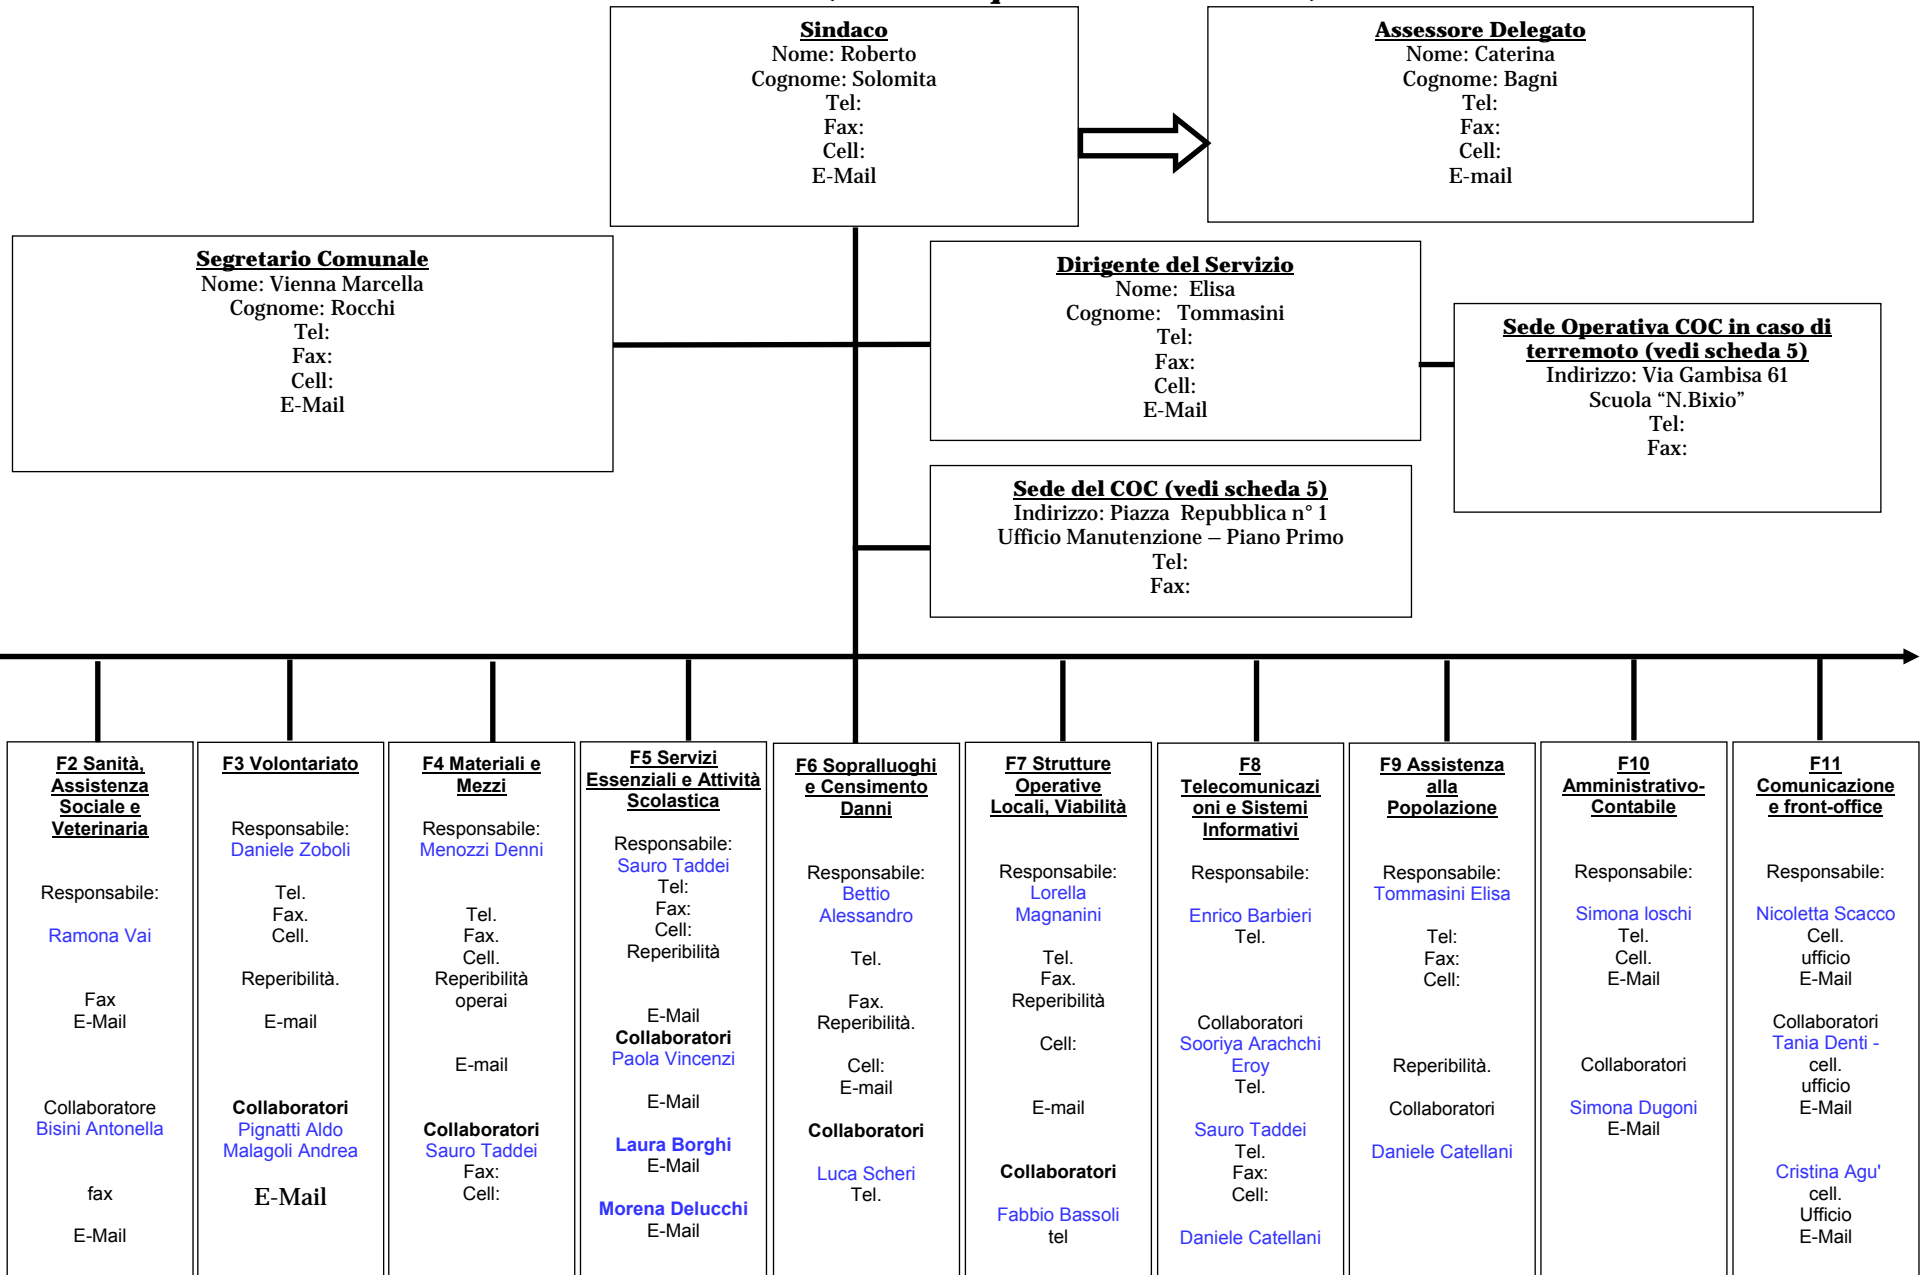 Sindaco
Nome: Roberto
Cognome: Solomita
Tel:
Fax:
Cell:
E-Mail
Assessore Delegato
Nome: Caterina
Cognome: Bagni
Tel:
Fax:
Cell:
E-mail
Segretario Comunale
Nome: Vienna Marcella
Cognome: Rocchi
Tel:
Fax:
Cell:
E-Mail
Dirigente del Servizio
Nome: Elisa
Cognome: Tommasini
Tel:
Fax:
Cell:
E-Mail
Sede Operativa COC in caso di
terremoto (vedi scheda 5)
Indirizzo: Via Gambisa 61
Scuola “N.Bixio”
Tel:
Fax:
Sede del COC (vedi scheda 5)
Indirizzo: Piazza Repubblica n° 1
Ufficio Manutenzione – Piano Primo
Tel:
Fax:
F2 Sanità,
Assistenza
Sociale e
Veterinaria
Responsabile:
Ramona Vai
Fax
E-Mail
Collaboratore
Bisini Antonella
fax
E-Mail
F3 Volontariato
Responsabile:
Daniele Zoboli
Tel.
Fax.
Cell.
Reperibilità.
E-mail
Collaboratori
Pignatti Aldo
Malagoli Andrea
E-Mail
F4 Materiali e
Mezzi
Responsabile:
Menozzi Denni
Tel.
Fax.
Cell.
Reperibilità
operai
E-mail
Collaboratori
Sauro Taddei
Fax:
Cell:
F5 Servizi
Essenziali e Attività
Scolastica
Responsabile:
Sauro Taddei
Tel:
Fax:
Cell:
Reperibilità
E-Mail
Collaboratori
Paola Vincenzi
E-Mail
Laura Borghi
E-Mail
Morena Delucchi
E-Mail
F6 Sopralluoghi
e Censimento
Danni
Responsabile:
Bettio
Alessandro
Tel.
Fax.
Reperibilità.
Cell:
E-mail
Collaboratori
Luca Scheri
Tel.
F7 Strutture
Operative
Locali, Viabilità
Responsabile:
Lorella
Magnanini
Tel.
Fax.
Reperibilità
Cell:
E-mail
Collaboratori
Fabbio Bassoli
tel
F8
Telecomunicazi
oni e Sistemi
Informativi
Responsabile:
Enrico Barbieri
Tel.
Collaboratori
Sooriya Arachchi
Eroy
Tel.
Sauro Taddei
Tel.
Fax:
Cell:
Daniele Catellani
F9 Assistenza
alla
Popolazione
Responsabile:
Tommasini Elisa
Tel:
Fax:
Cell:
Reperibilità.
Collaboratori
Daniele Catellani
F10
Amministrativo-
Contabile
Responsabile:
Simona Ioschi
Tel.
Cell.
E-Mail
Collaboratori
Simona Dugoni
E-Mail
F11
Comunicazione
e front-office
Responsabile:
Nicoletta Scacco
Cell.
ufficio
E-Mail
Collaboratori
Tania Denti -
cell.
ufficio
E-Mail
Cristina Agu'
cell.
Ufficio
E-Mail